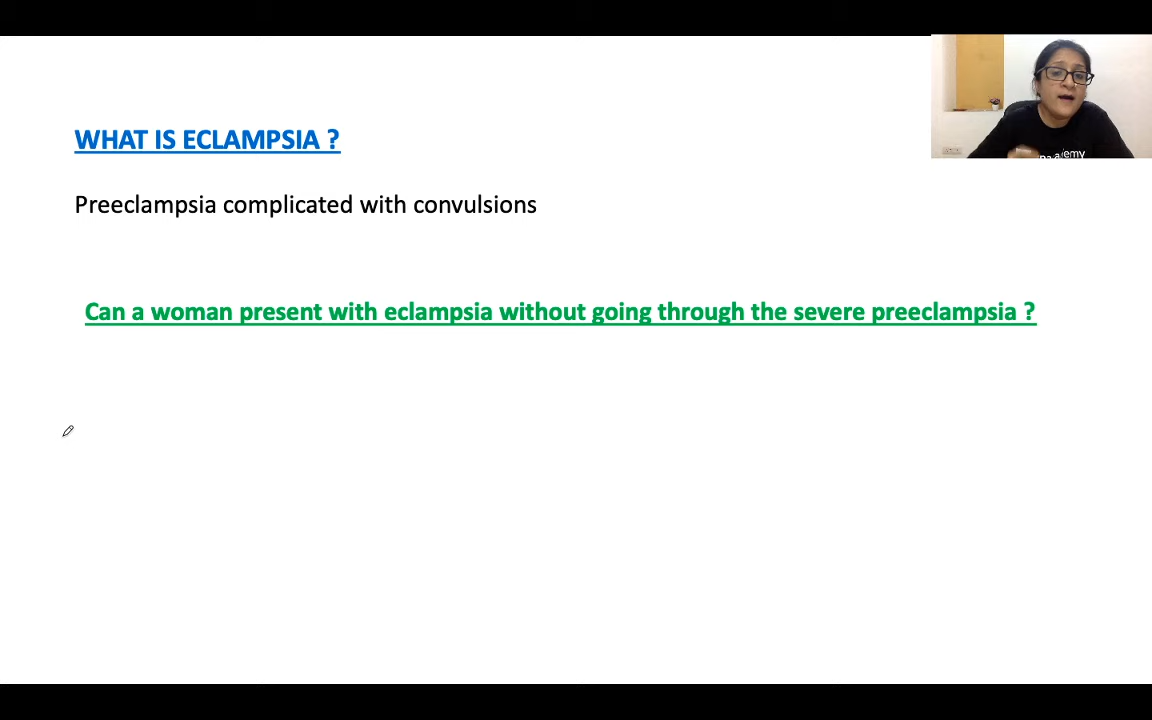 WHAT IS ECLAMPSIA ?
Preeclampsia complicated with convulsions
Can a woman present with eclampsia without going through the severe preeclampsia ?